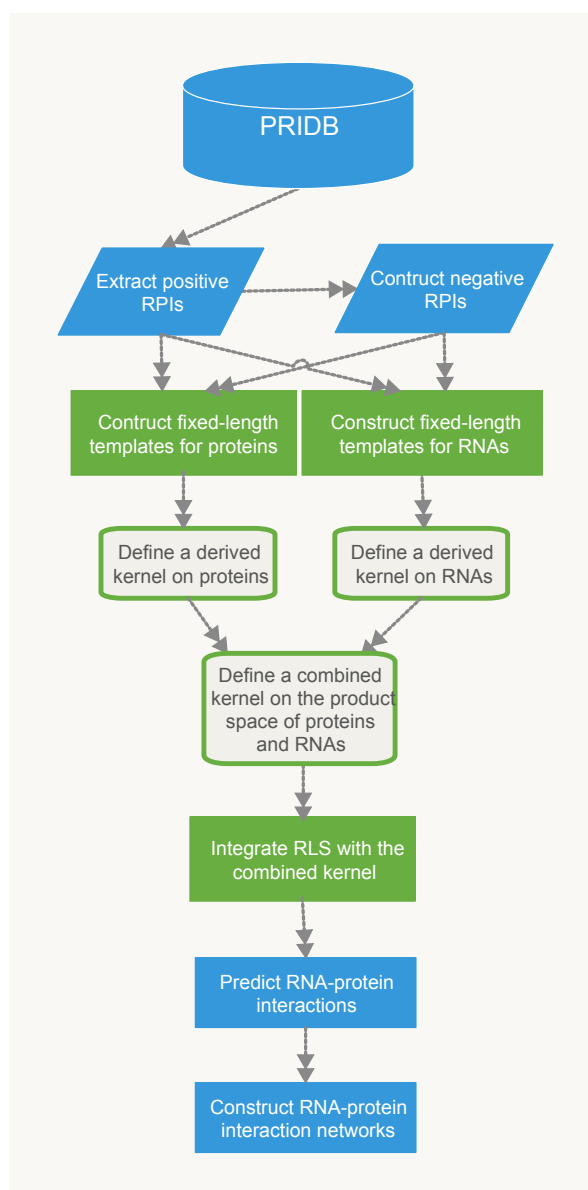 PRIDB
Extract positive
RPIs
Contruct negative
RPIs
Contruct fixed-length
templates for proteins
Construct fixed-length
templates for RNAs
Define a derived
kernel on proteins
Define a derived
kernel on RNAs
Define a combined
kernel on the product
space of proteins
and RNAs
Integrate RLS with the
combined kernel
Predict RNA-protein
interactions
Construct RNA-protein
interaction networks